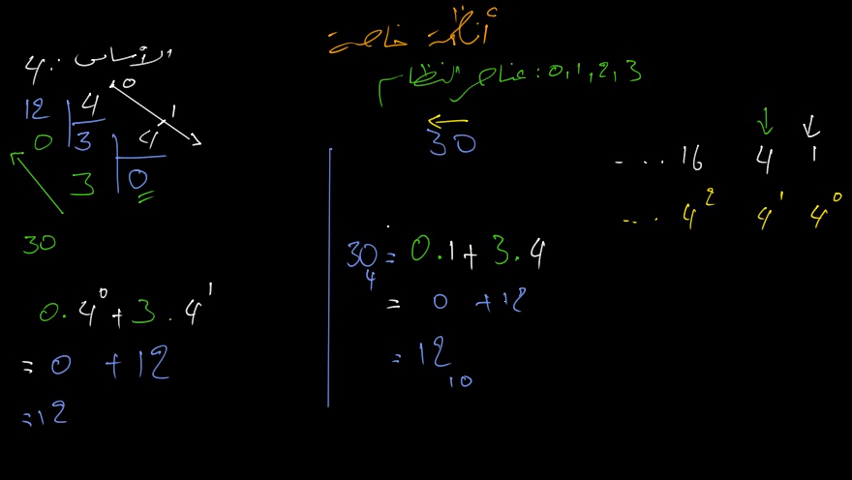 أنظمة خاصة
الأساس : 4
عناصر النظام : 0,1,2,3
12 4 0
0 3 4 1
3 0
30
0.4⁰ + 3.4¹
= 0 + 12
= 12
30
30₄ = 0.1 + 3.4
= 0 + 12
= 12₁₀
.... 16 4 1
.... 4² 4¹ 4⁰